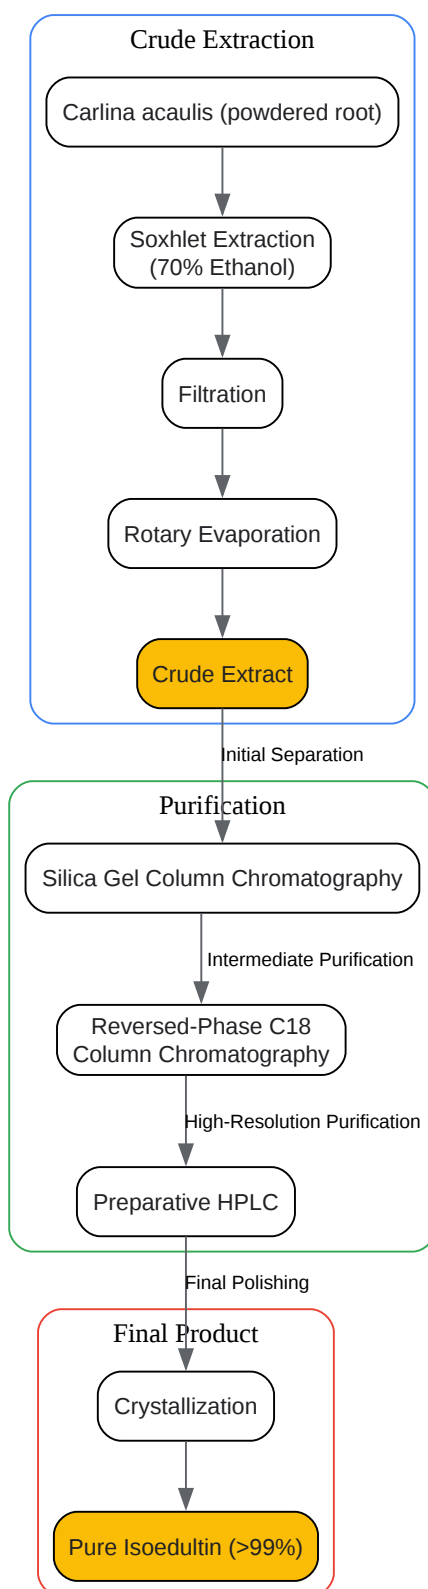 Crude Extraction
Carlina acaulis (powdered root)
Soxhlet Extraction
(70% Ethanol)
Filtration
Rotary Evaporation
Crude Extract
Initial Separation
Purification
Silica Gel Column Chromatography
Intermediate Purification
Reversed-Phase C18
Column Chromatography
High-Resolution Purification
Preparative HPLC
Final Polishing
Final Product
Crystallization
Pure Isoedultin (>99%)